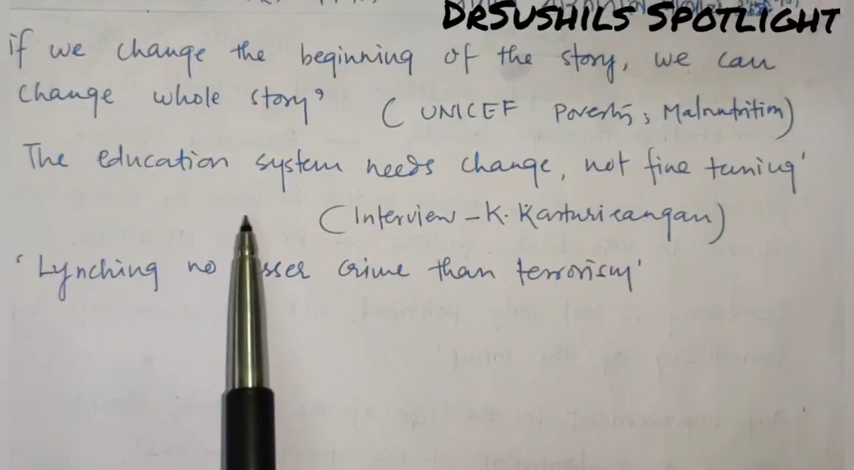 DRSUSHILS SPOTLIGHT
if we change the beginning of the story, we can
change whole story'
(UNICEF Poverty, Malnutrition)
The education system needs change, not fine tuning'
(Interview - K. Kasturirangan)
'Lynching no sser crime than terrorism'